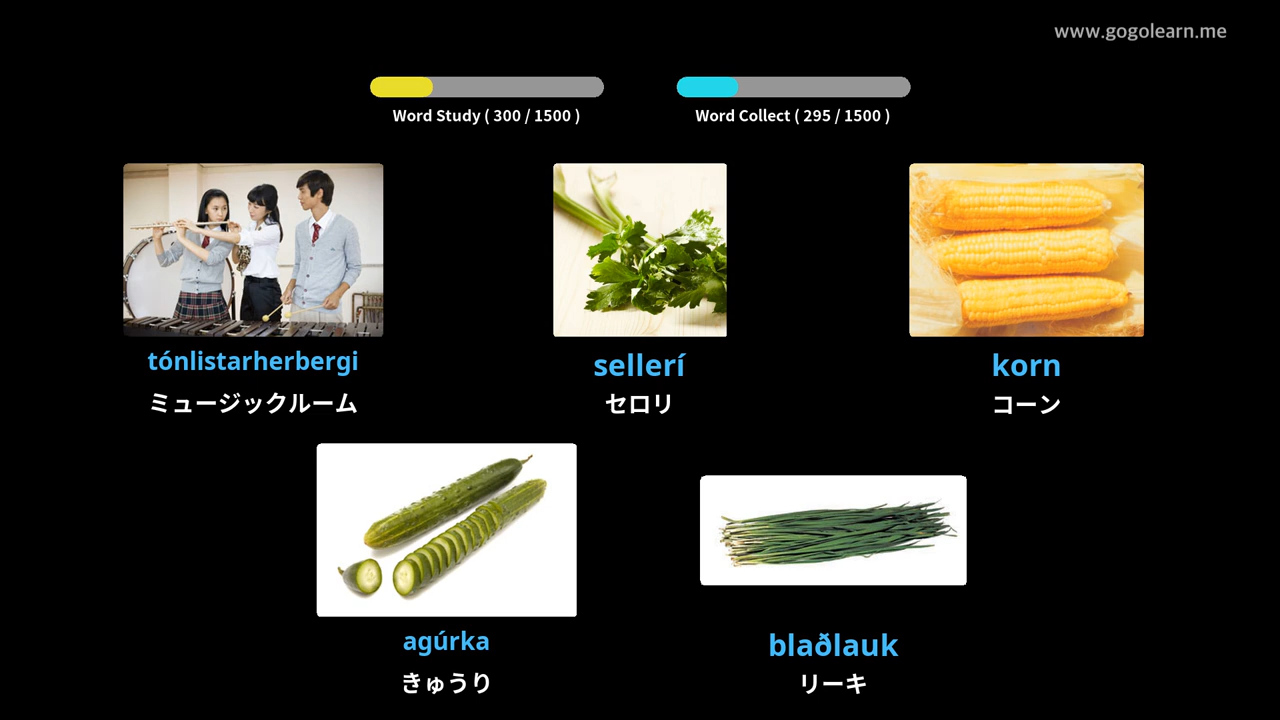 www.gogolearn.me
Word Study ( 300 / 1500 )
Word Collect ( 295 / 1500 )
tónlistarherbergi
ミュージックルーム
sellerí
セロリ
korn
コーン
agúrka
きゅうり
blaðlauk
リーキ